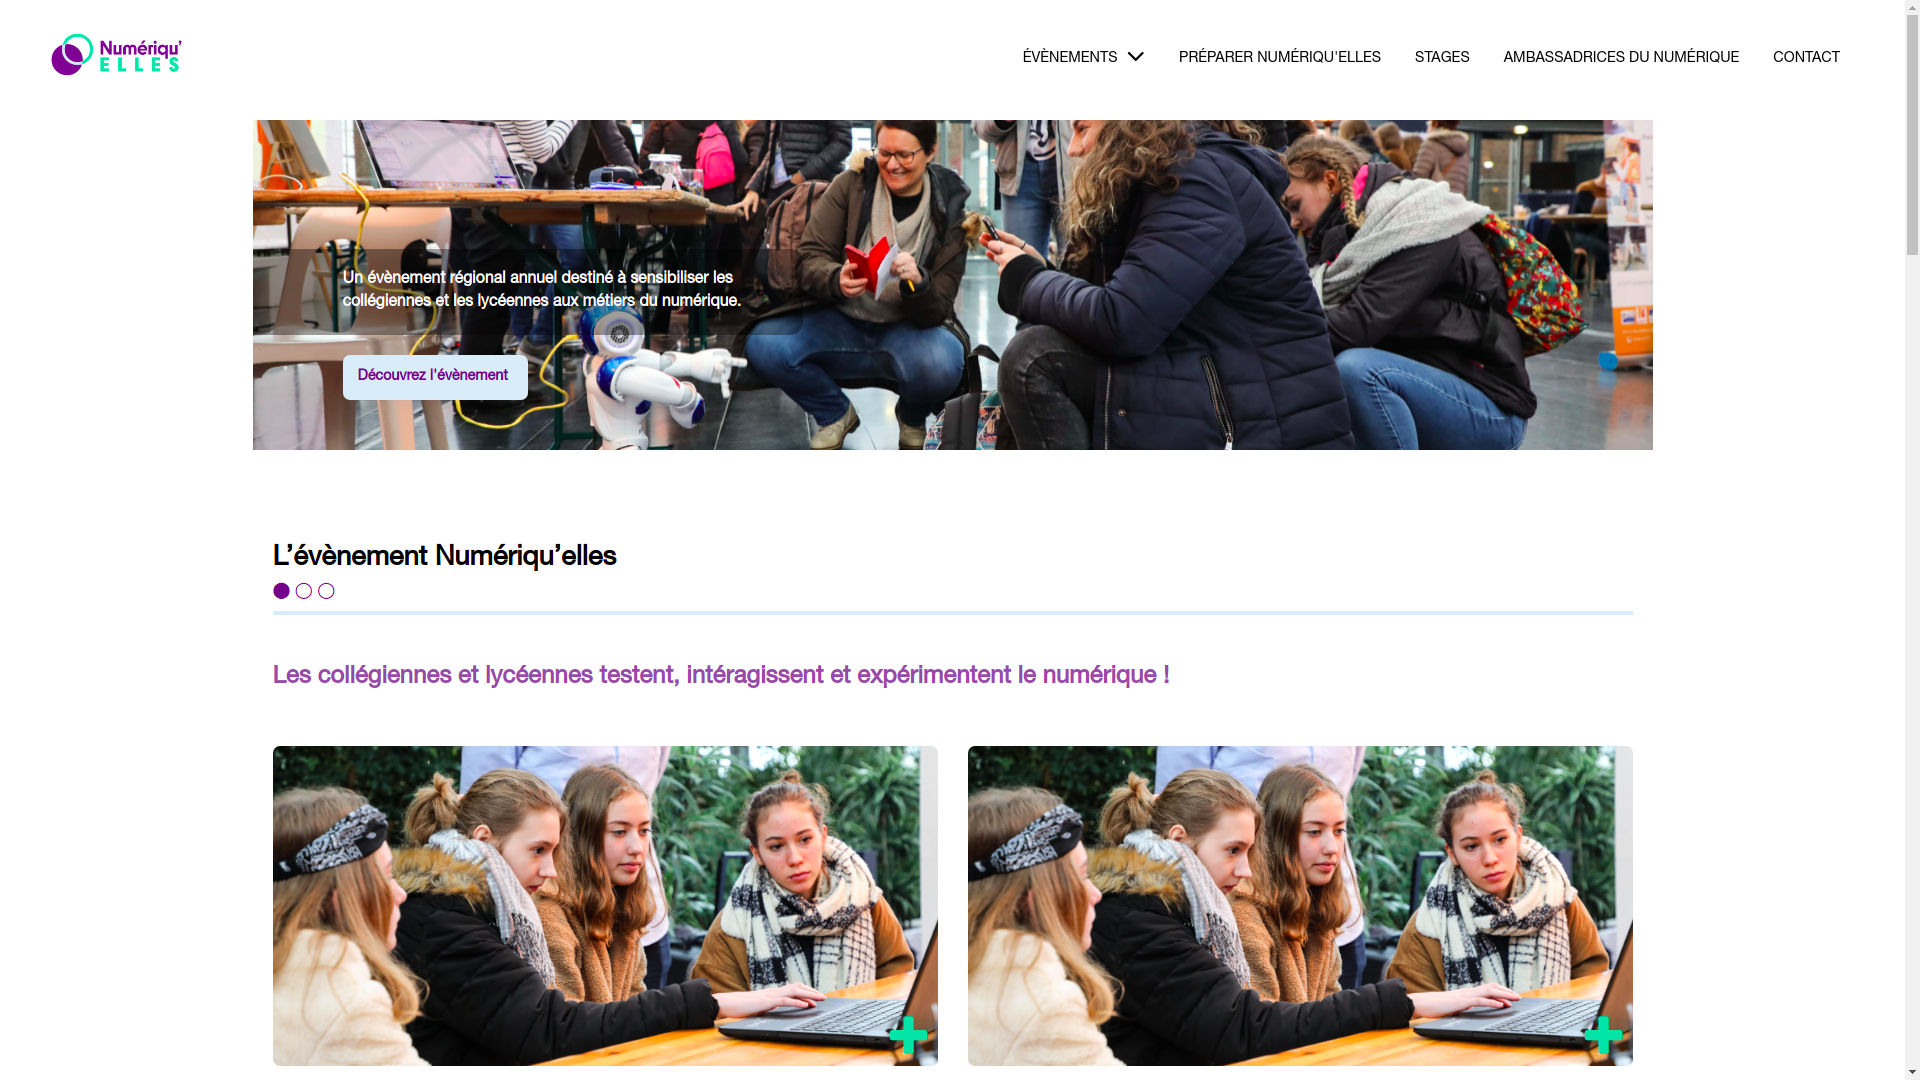 Numériqu'
ELLES
ÉVÈNEMENTS
PRÉPARER NUMÉRIQU'ELLES
STAGES
AMBASSADRICES DU NUMÉRIQUE
CONTACT
Un évènement régional annuel destiné à sensibiliser les
collégiennes et les lycéennes aux métiers du numérique.
Découvrez l'évènement
L’évènement Numériqu’elles
Les collégiennes et lycéennes testent, intéragissent et expérimentent le numérique !